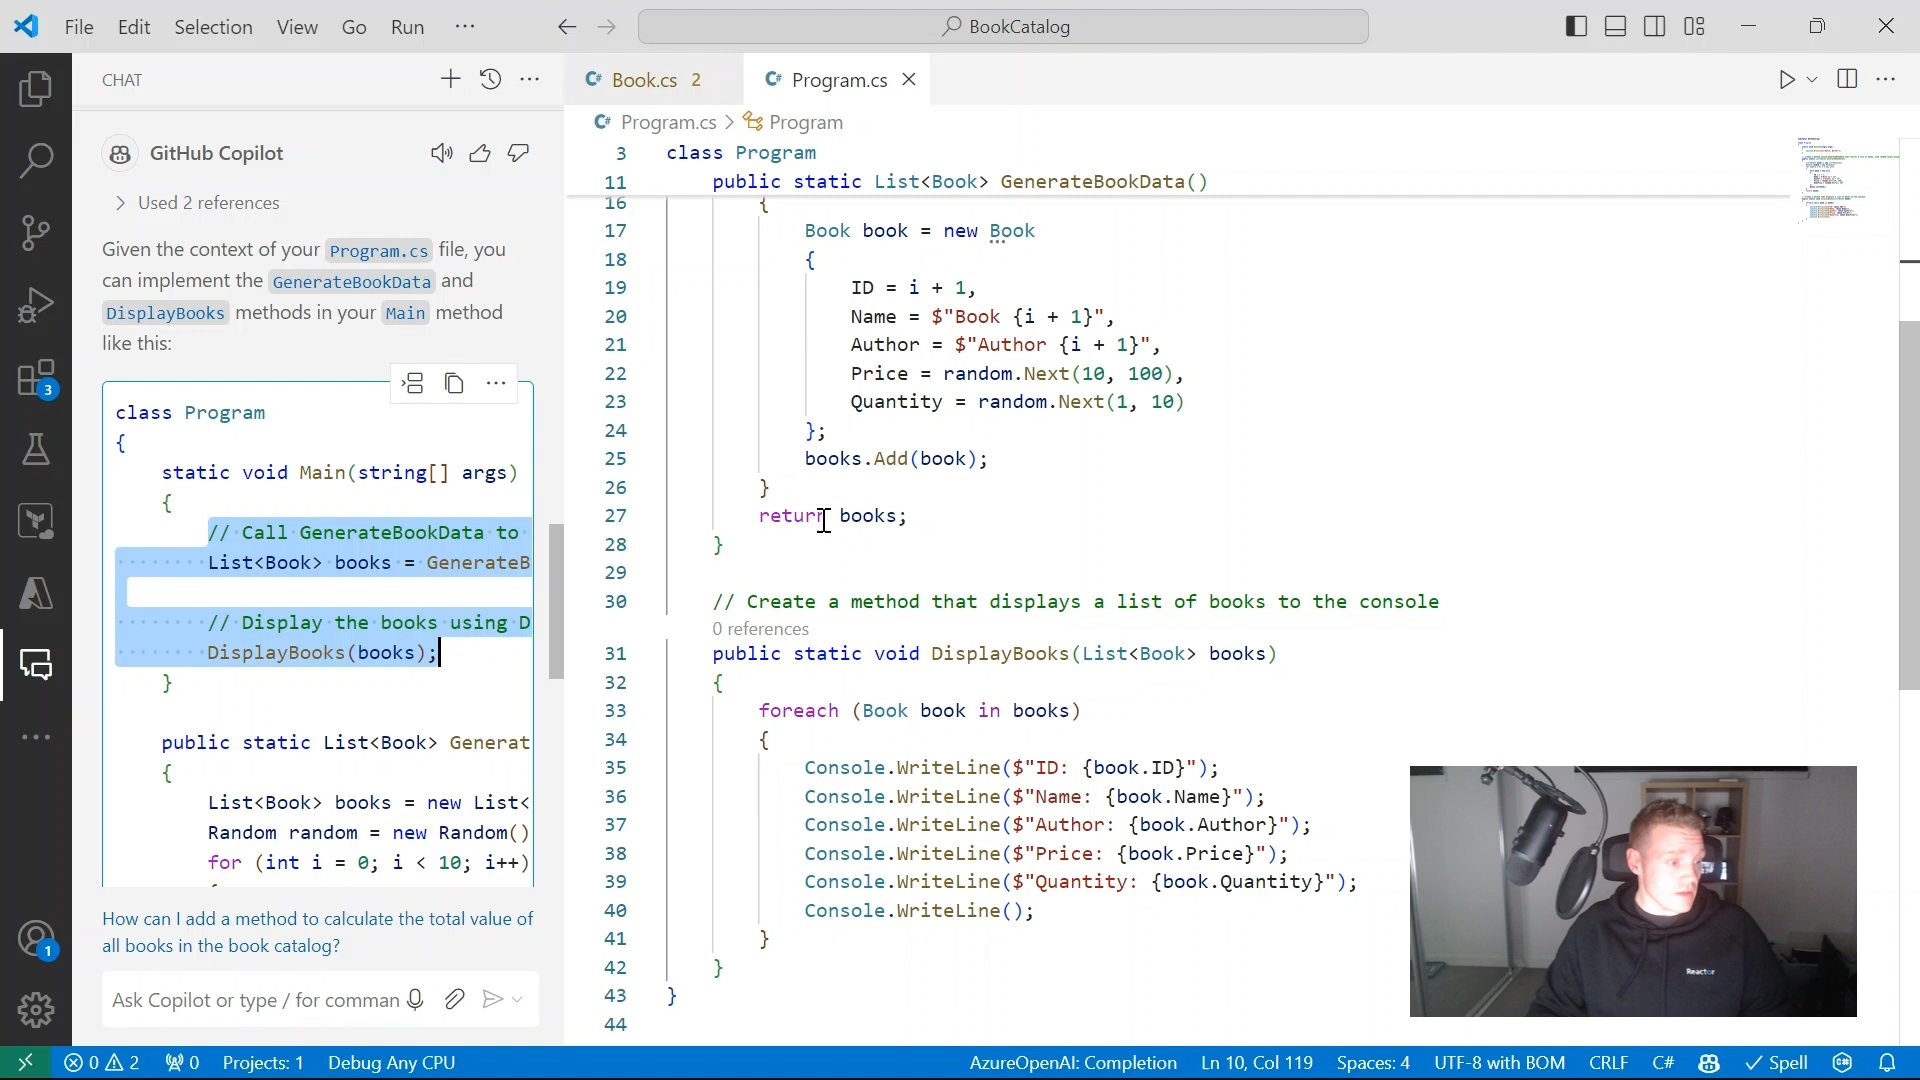 File Edit Selection View Go Run ··· BookCatalog
CHAT
Book.cs 2
Program.cs
Program.cs > Program
GitHub Copilot
Used 2 references
Given the context of your Program.cs file, you
can implement the GenerateBookData and
DisplayBooks methods in your Main method
like this:
class Program
{
static void Main(string[] args)
{
// Call GenerateBookData to
List<Book> books = GenerateB
// Display the books using D
DisplayBooks(books);
}
public static List<Book> Generat
{
List<Book> books = new List<
Random random = new Random()
for (int i = 0; i < 10; i++)
How can I add a method to calculate the total value of
all books in the book catalog?
Ask Copilot or type / for comman
3 class Program
11 public static List<Book> GenerateBookData()
16 {
17 Book book = new Book
18 {
19 ID = i + 1,
20 Name = $"Book {i + 1}",
21 Author = $"Author {i + 1}",
22 Price = random.Next(10, 100),
23 Quantity = random.Next(1, 10)
24 };
25 books.Add(book);
26 }
27 return books;
28 }
29
30 // Create a method that displays a list of books to the console
0 references
31 public static void DisplayBooks(List<Book> books)
32 {
33 foreach (Book book in books)
34 {
35 Console.WriteLine($"ID: {book.ID}");
36 Console.WriteLine($"Name: {book.Name}");
37 Console.WriteLine($"Author: {book.Author}");
38 Console.WriteLine($"Price: {book.Price}");
39 Console.WriteLine($"Quantity: {book.Quantity}");
40 Console.WriteLine();
41 }
42 }
43 }
44
3
1
Reactor
0 2 0 Projects: 1 Debug Any CPU AzureOpenAI: Completion Ln 10, Col 119 Spaces: 4 UTF-8 with BOM CRLF C# Spell